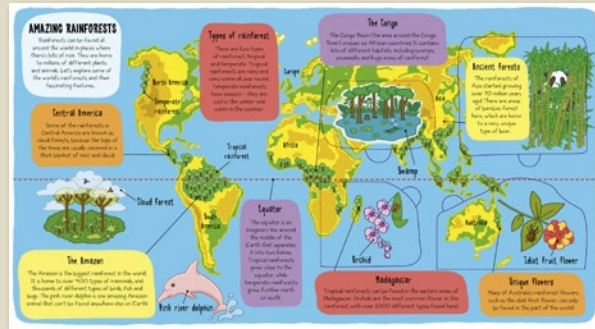 AMAZING RAINFORESTS
Rainforests can be found all
around the world in places where
there's lots of rain. They are home
to millions of different plants
and animals. Let's explore some of
the world's rainforests and their
fascinating features...
Types of rainforest
There are two types
of rainforest: tropical
and temperate. Tropical
rainforests are rainy and
very warm all year round.
Temperate rainforests
have seasons – they are
cool in the winter and
warm in the summer.
The Congo
The Congo Basin (the area around the Congo
River) crosses six African countries! It contains
lots of different habitats, including swamps,
savannahs and huge areas of rainforest.
Ancient Forests
The rainforests of
Asia started growing
over 70 million years
ago! There are areas
of bamboo forest
here, which are home
to a very unique
type of bear...
North America
Temperate
rainforest
Europe
Asia
Central America
Some of the rainforests in
Central America are known as
cloud forests, because the tops of
the trees are usually covered in a
thick blanket of mist and cloud.
Tropical
rainforest
Africa
Swamp
Cloud Forest
South
America
Equator
The equator is an
imaginary line around
the middle of the
Earth that separates
it into two halves.
Tropical rainforests
grow close to the
equator, while
temperate rainforests
grow further north
or south.
Orchid
Australia
Idiot Fruit Flower
The Amazon
The Amazon is the biggest rainforest in the world.
It is home to over 400 types of mammals, and
thousands of different types of birds, fish and
bugs. The pink river dolphin is one amazing Amazon
animal that can't be found anywhere else on Earth!
Pink river dolphin
Madagascar
Tropical rainforests can be found in the eastern areas of
Madagascar. Orchids are the most common flower in this
rainforest, with over 1000 different types found here!
Unique flowers
Many of Australia's rainforest flowers,
such as the idiot fruit flower, can only
be found in this part of the world.